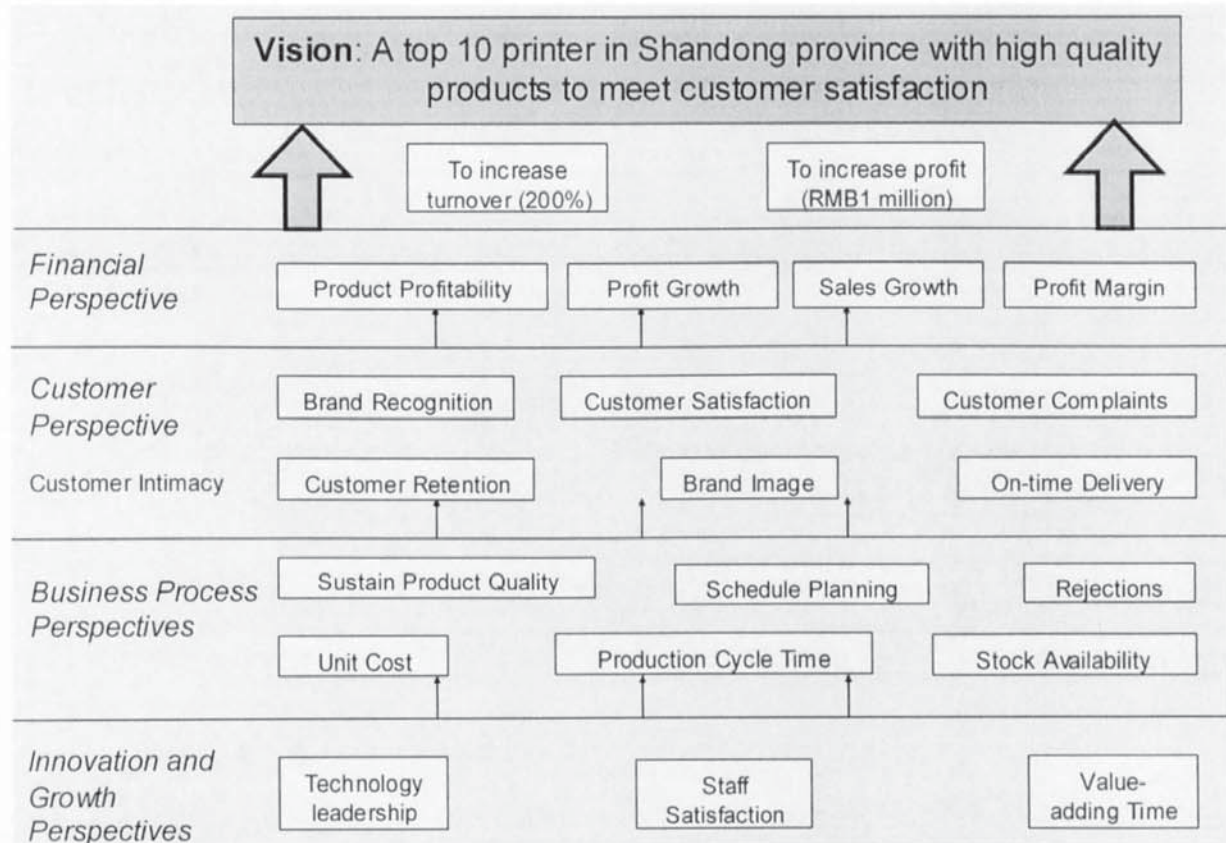 Vision: A top 10 printer in Shandong province with high quality
products to meet customer satisfaction
To increase
turnover (200%)
To increase profit
(RMB1 million)
Financial
Perspective
Product Profitability
Profit Growth
Sales Growth
Profit Margin
Customer
Perspective
Brand Recognition
Customer Satisfaction
Customer Complaints
Customer Intimacy
Customer Retention
Brand Image
On-time Delivery
Business Process
Perspectives
Sustain Product Quality
Schedule Planning
Rejections
Unit Cost
Production Cycle Time
Stock Availability
Innovation and
Growth
Perspectives
Technology
leadership
Staff
Satisfaction
Value-
adding Time